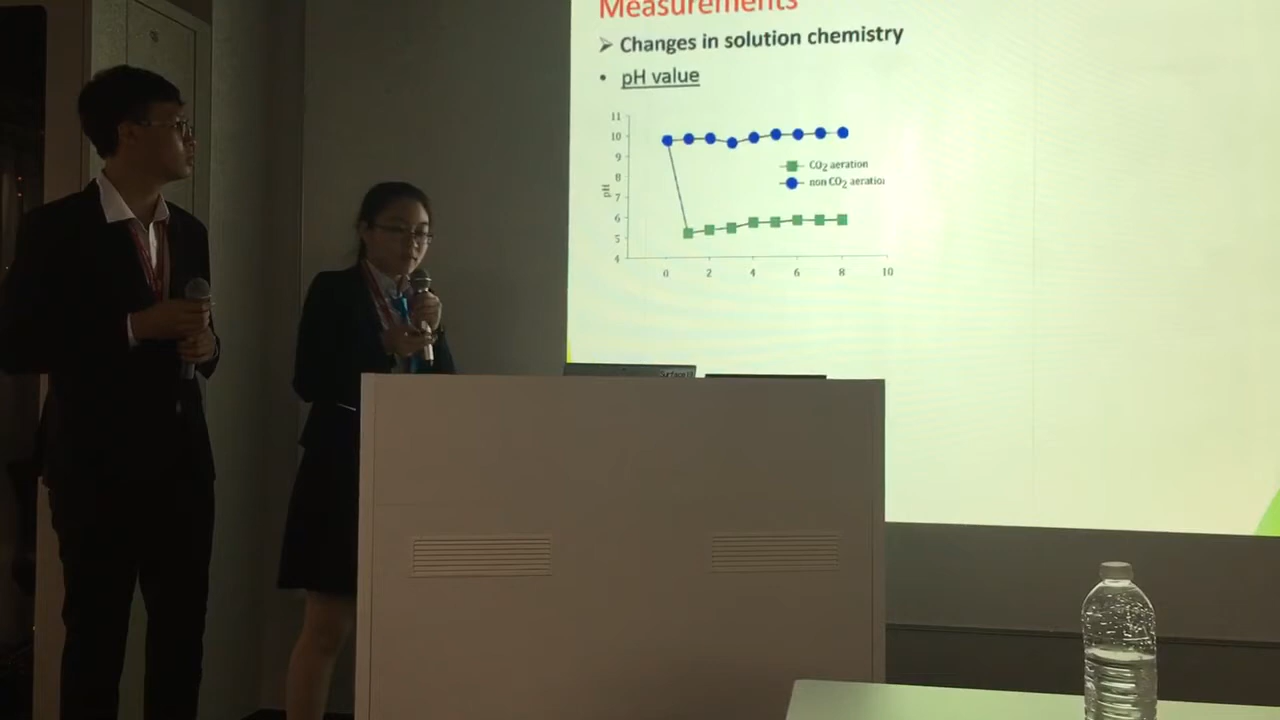 Measurements
➢ Changes in solution chemistry
• pH value
11
10
9
8
7
6
5
4
pH
CO2 aeration
non CO2 aeration
0 2 4 6 8 10
Surface